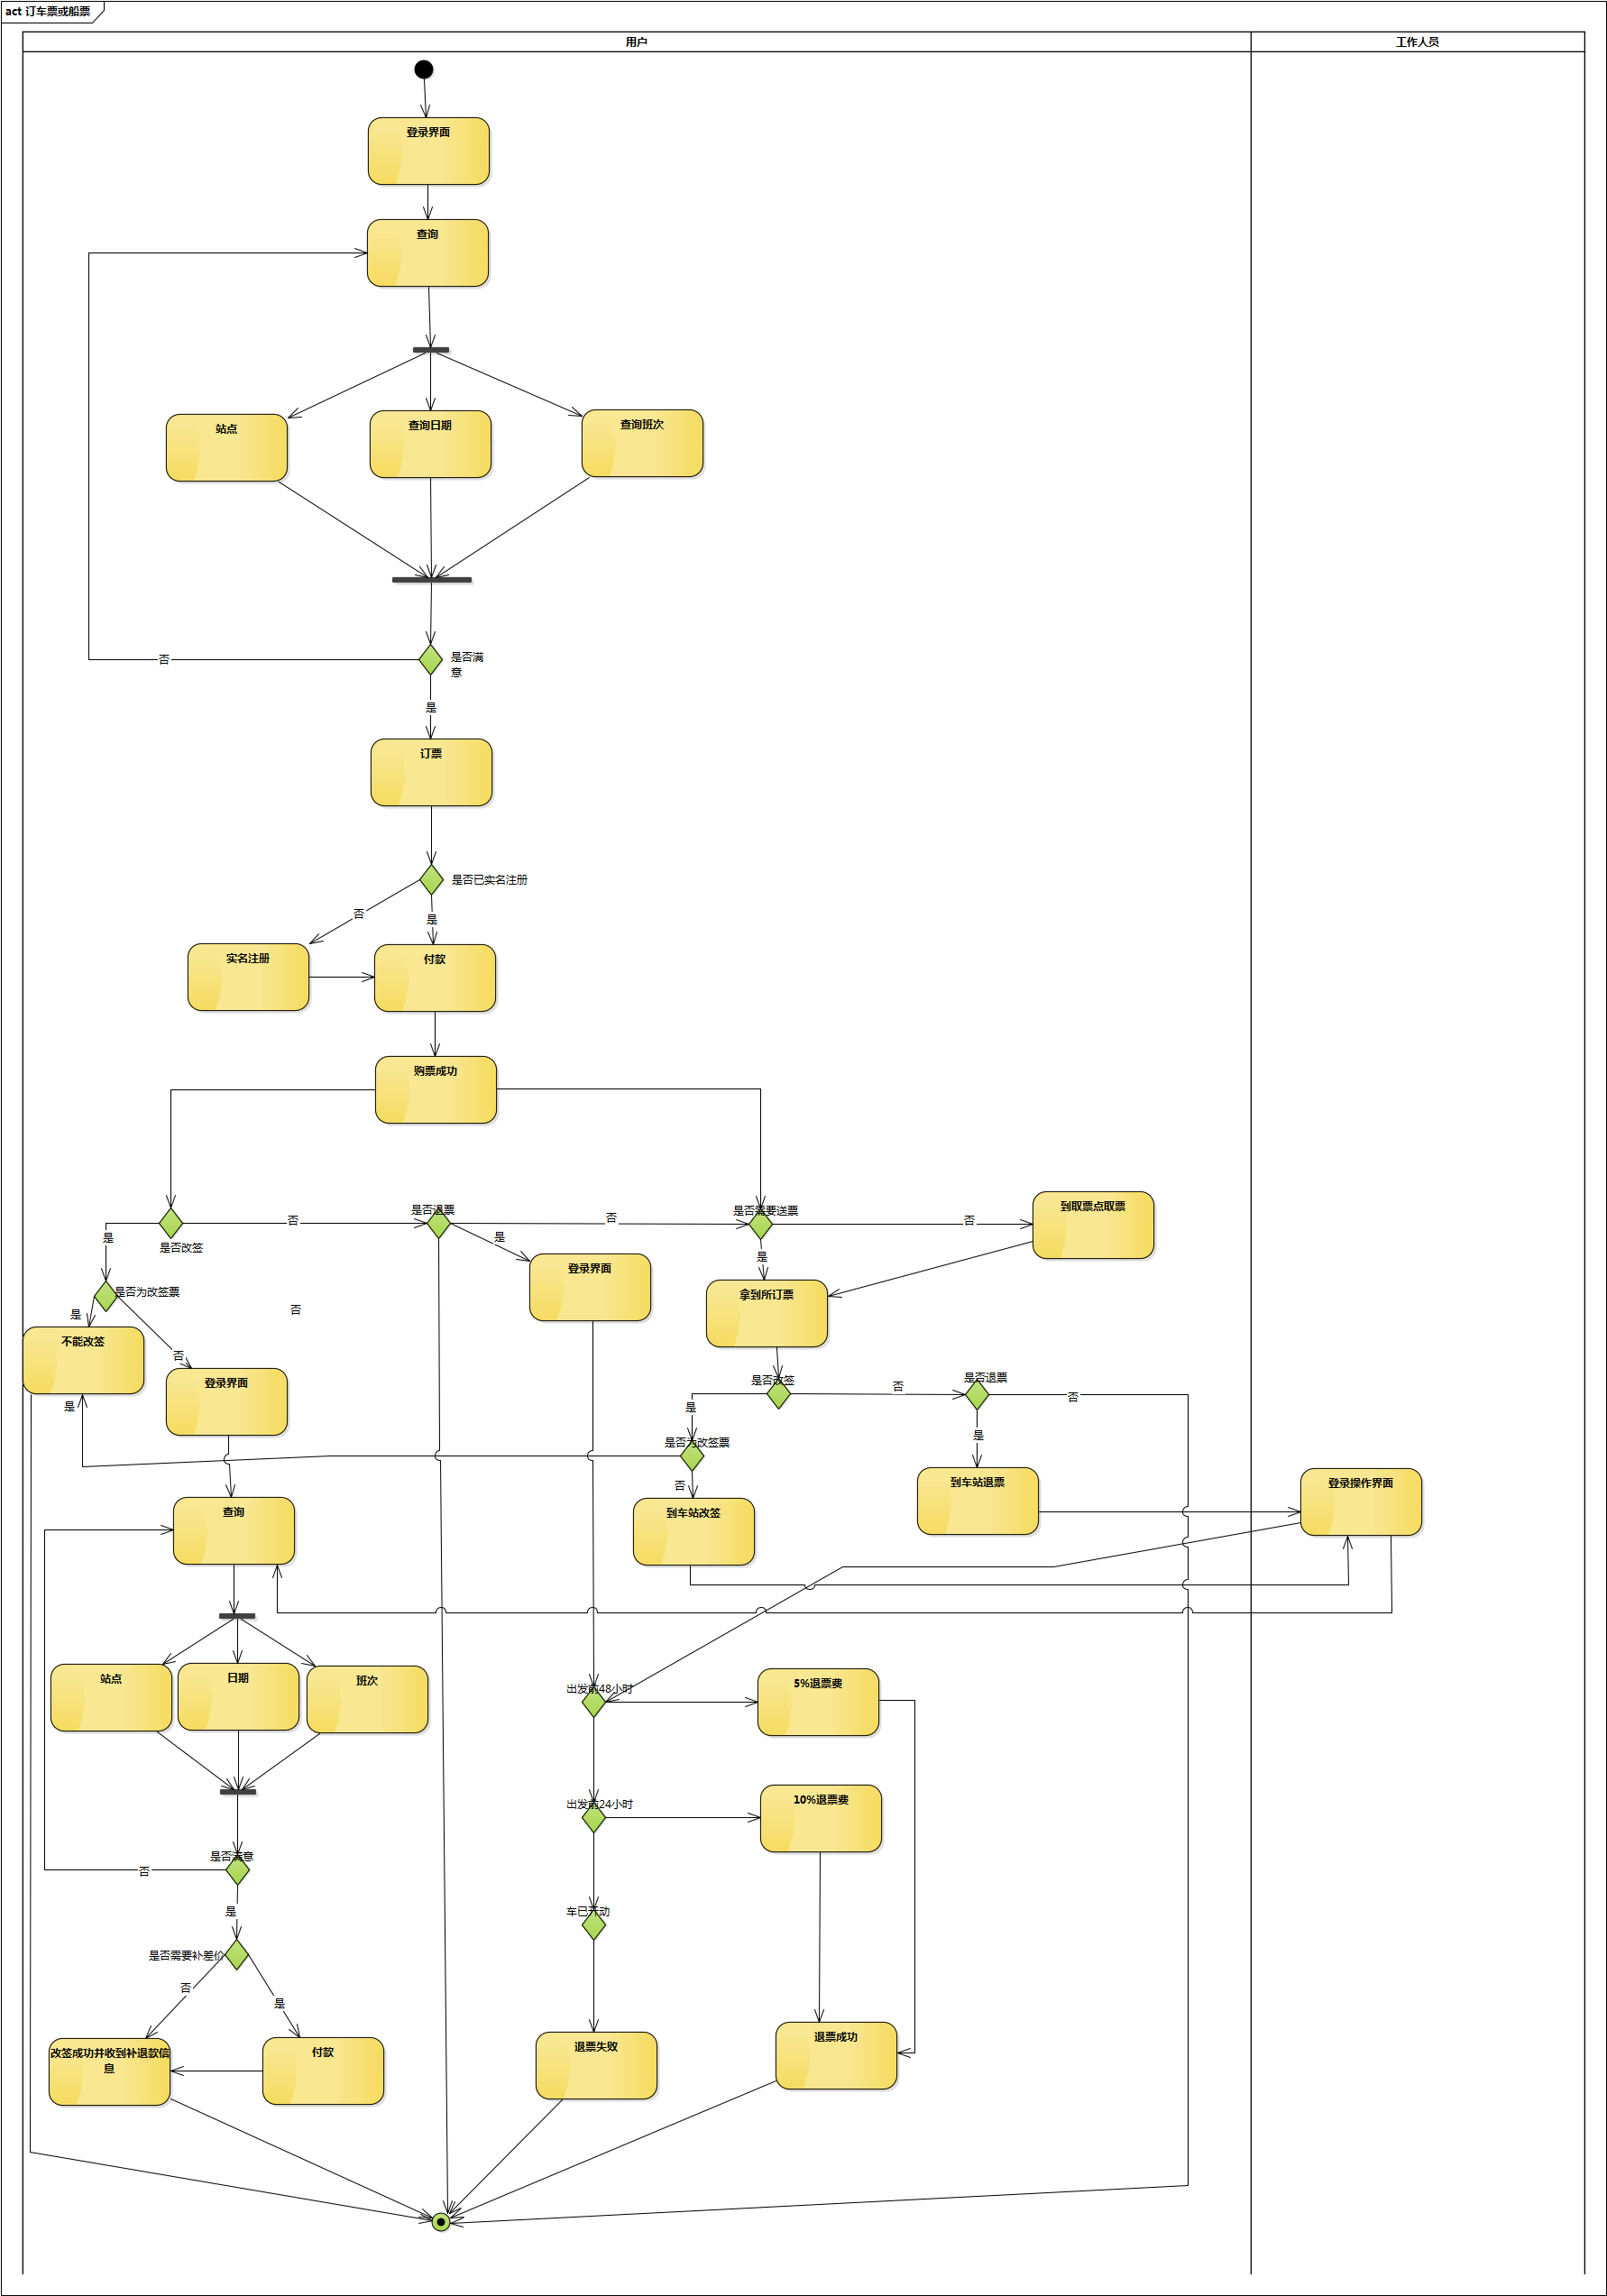 act 订车票或船票
用户
工作人员
登录界面
查询
站点
查询日期
查询班次
是否满
意
否
是
订票
是否已实名注册
否
是
实名注册
付款
购票成功
到取票点取票
是否退票
是否需要送票
否
否
否
是否改签
是
是
是
登录界面
是否为改签票
拿到所订票
否
是
不能改签
否
登录界面
是否改签
是否退票
否
否
是
是
是
是否为改签票
到车站退票
登录操作界面
否
查询
到车站改签
站点
日期
班次
出发前48小时
5%退票费
10%退票费
出发前24小时
是否满意
否
是
车已开动
是否需要补差价
否
是
改签成功并收到补退款信
息
付款
退票失败
退票成功